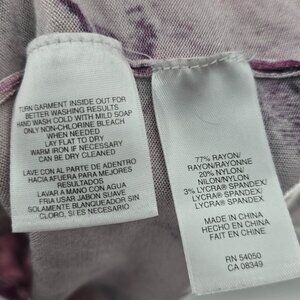 TURN GARMENT INSIDE OUT FOR
BETTER WASHING RESULTS
HAND WASH COLD WITH MILD SOAP
ONLY NON-CHLORINE BLEACH
WHEN NEEDED
LAY FLAT TO DRY
WARM IRON IF NECESSARY
CAN BE DRY CLEANED
LAVE CON AL PARTE DE ADENTRO
HACIA AFUERA PARA MEJORES
RESULTADOS
LAVAR A MANO CON AGUA
FRIA USAR JABON SUAVE
SOLAMENTE BLANQUEADOR SIN
CLORO, SI ES NECESARIO
77% RAYON/
RAYON/RAYONNE
20% NYLON/
NILON/NYLON
3% LYCRA® SPANDEX/
LYCRA® SPANDEX/
LYCRA® SPANDEX
MADE IN CHINA
HECHO EN CHINA
FAIT EN CHINE
RN 54050
CA 08349